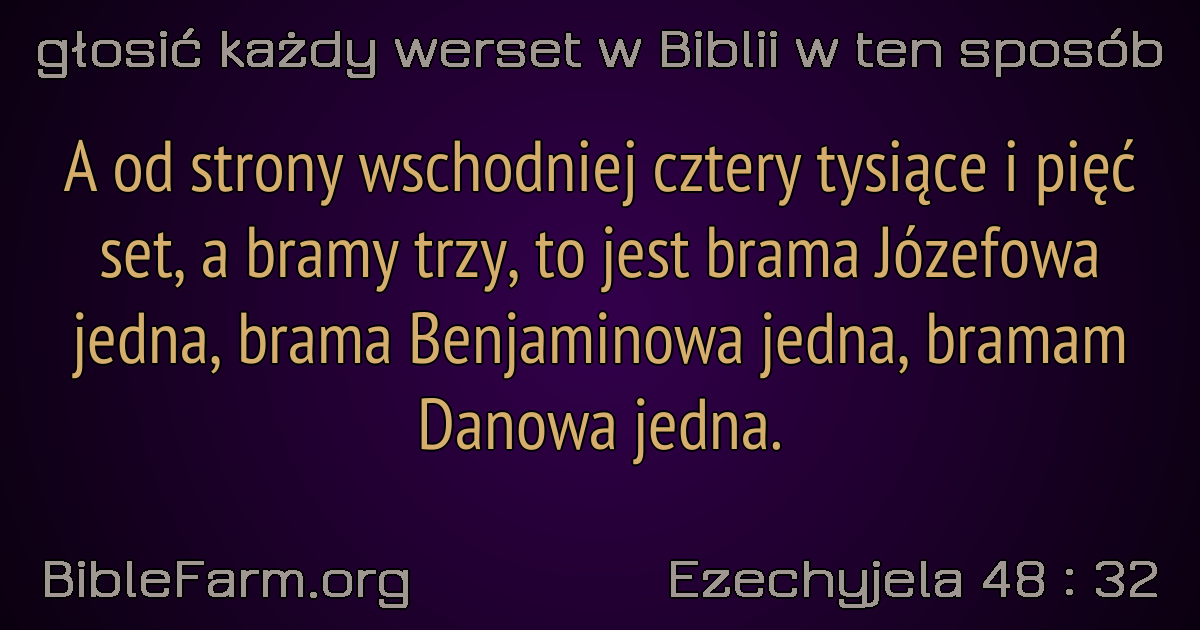 głosić każdy werset w Biblii w ten sposób
A od strony wschodniej cztery tysiące i pięć
set, a bramy trzy, to jest brama Józefowa
jedna, brama Benjaminowa jedna, bramam
Danowa jedna.
BibleFarm.org
Ezechyjela 48 : 32